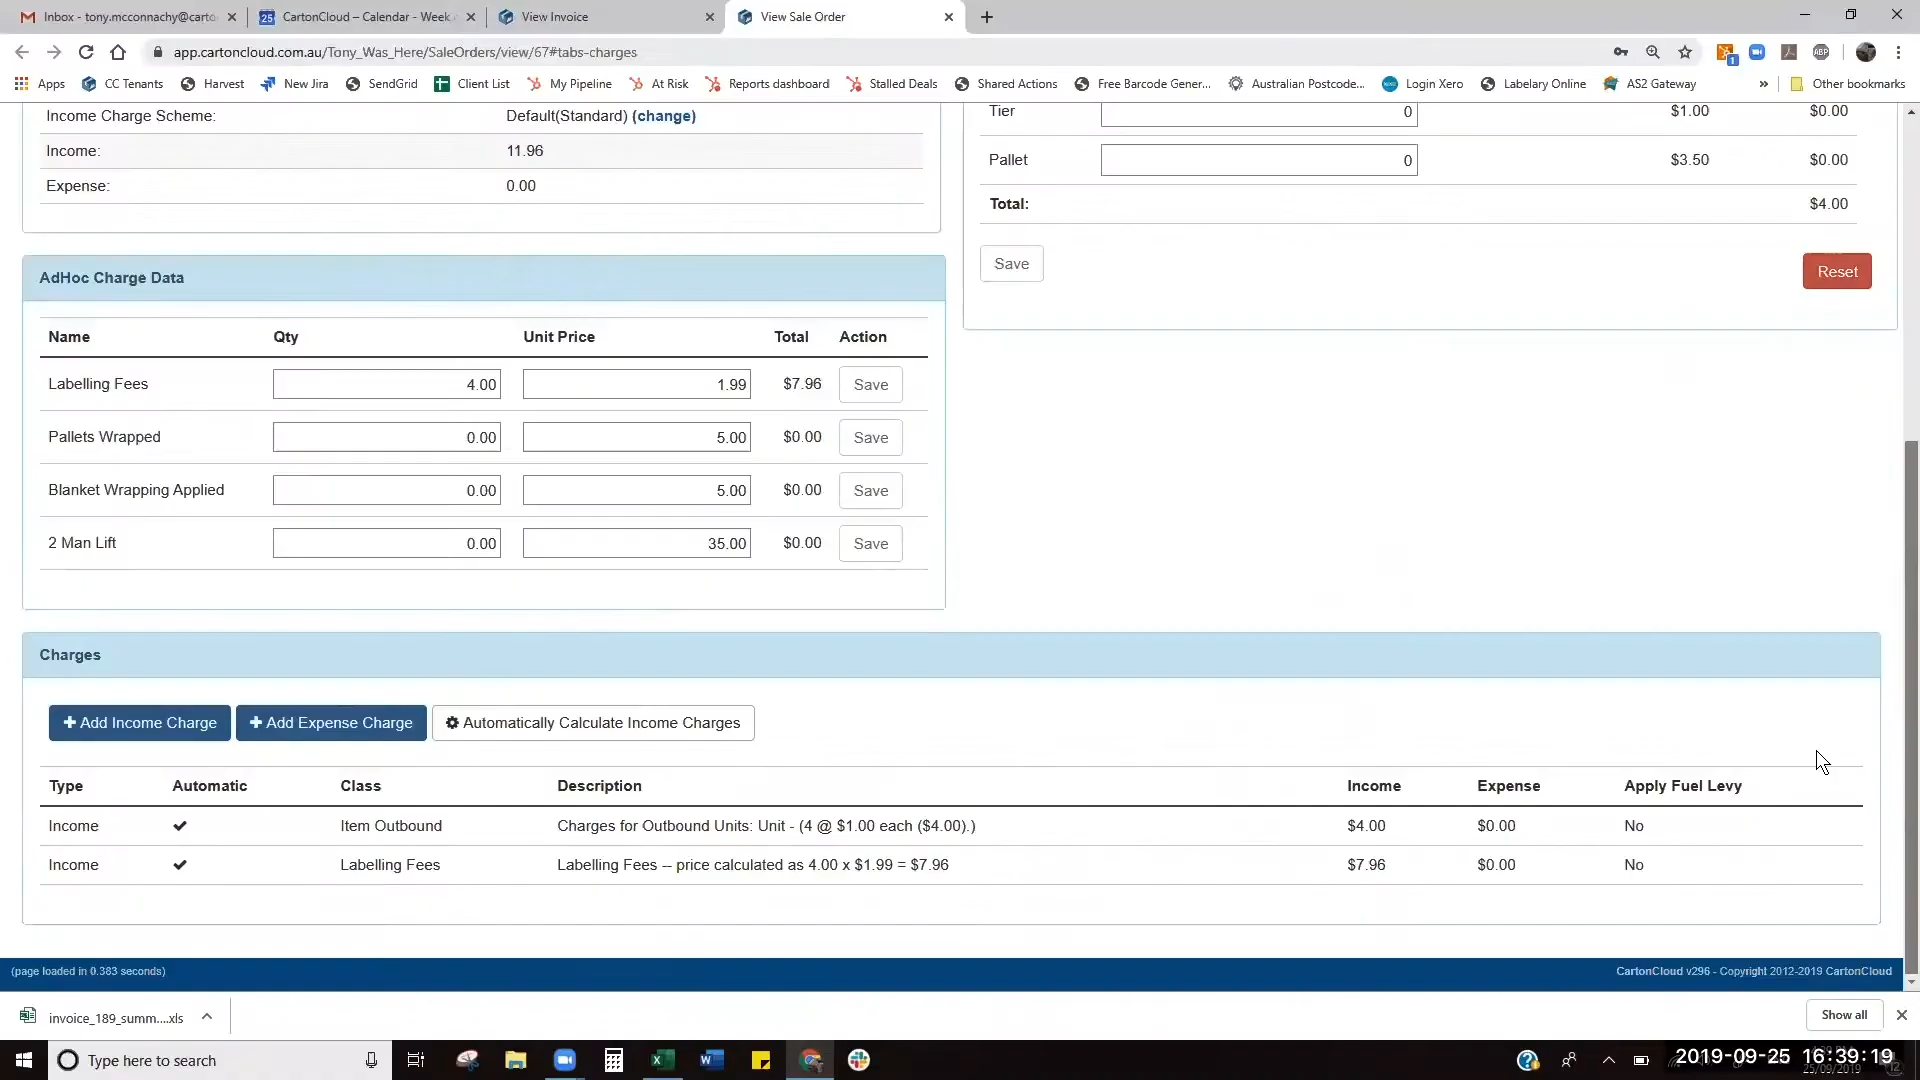 Inbox - tony.mcconnachy@carto
CartonCloud – Calendar - Week
View Invoice
View Sale Order
app.cartoncloud.com.au/Tony_Was_Here/SaleOrders/view/67#tabs-charges
Apps
CC Tenants
Harvest
New Jira
SendGrid
Client List
My Pipeline
At Risk
Reports dashboard
Stalled Deals
Shared Actions
Free Barcode Gener...
Australian Postcode...
Login Xero
Labelary Online
AS2 Gateway
»
Other bookmarks
Income Charge Scheme: Default(Standard) (change)
Income: 11.96
Expense: 0.00
Tier 0 $1.00 $0.00
Pallet 0 $3.50 $0.00
Total: $4.00
Save
Reset
AdHoc Charge Data
Name Qty Unit Price Total Action
Labelling Fees 4.00 1.99 $7.96 Save
Pallets Wrapped 0.00 5.00 $0.00 Save
Blanket Wrapping Applied 0.00 5.00 $0.00 Save
2 Man Lift 0.00 35.00 $0.00 Save
Charges
+ Add Income Charge
+ Add Expense Charge
Automatically Calculate Income Charges
Type Automatic Class Description Income Expense Apply Fuel Levy
Income ✔ Item Outbound Charges for Outbound Units: Unit - (4 @ $1.00 each ($4.00).) $4.00 $0.00 No
Income ✔ Labelling Fees Labelling Fees -- price calculated as 4.00 x $1.99 = $7.96 $7.96 $0.00 No
(page loaded in 0.383 seconds)
CartonCloud v296 - Copyright 2012-2019 CartonCloud
invoice_189_summ....xls
Show all
Type here to search
2019-09-25 16:39:19
25/09/2019